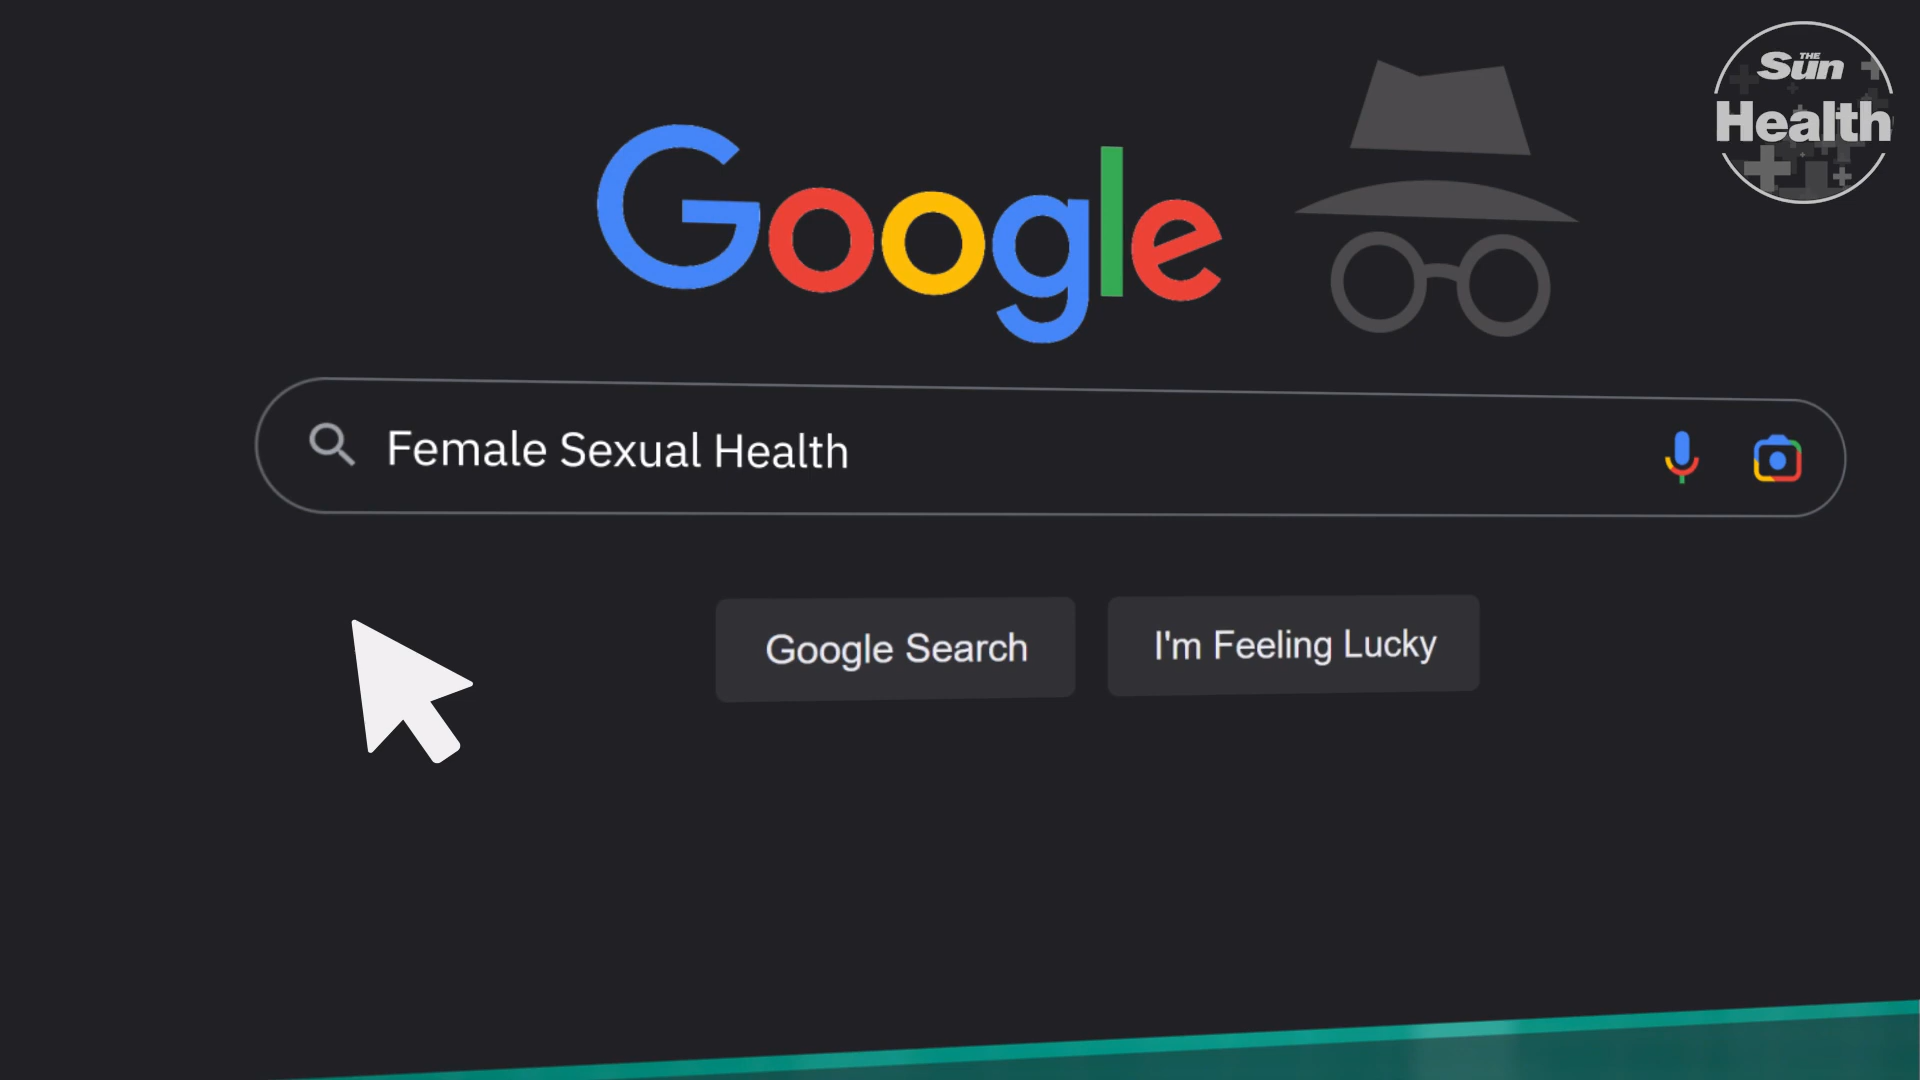 THE
Sun
Health
Google
Female Sexual Health
Google Search
I'm Feeling Lucky